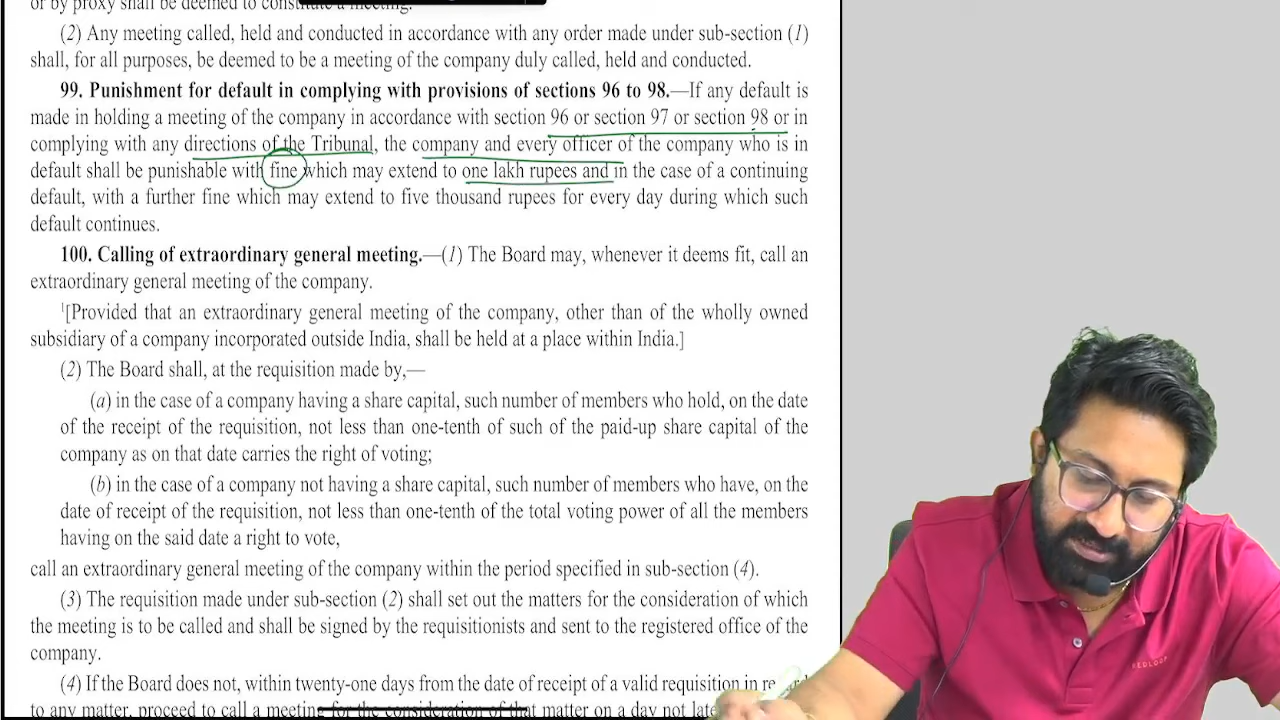 or by proxy shall be deemed to constitute a meeting.
(2) Any meeting called, held and conducted in accordance with any order made under sub-section (1)
shall, for all purposes, be deemed to be a meeting of the company duly called, held and conducted.
99. Punishment for default in complying with provisions of sections 96 to 98.—If any default is
made in holding a meeting of the company in accordance with section 96 or section 97 or section 98 or in
complying with any directions of the Tribunal, the company and every officer of the company who is in
default shall be punishable with fine which may extend to one lakh rupees and in the case of a continuing
default, with a further fine which may extend to five thousand rupees for every day during which such
default continues.
100. Calling of extraordinary general meeting.—(1) The Board may, whenever it deems fit, call an
extraordinary general meeting of the company.
1[Provided that an extraordinary general meeting of the company, other than of the wholly owned
subsidiary of a company incorporated outside India, shall be held at a place within India.]
(2) The Board shall, at the requisition made by,—
(a) in the case of a company having a share capital, such number of members who hold, on the date
of the receipt of the requisition, not less than one-tenth of such of the paid-up share capital of the
company as on that date carries the right of voting;
(b) in the case of a company not having a share capital, such number of members who have, on the
date of receipt of the requisition, not less than one-tenth of the total voting power of all the members
having on the said date a right to vote,
call an extraordinary general meeting of the company within the period specified in sub-section (4).
(3) The requisition made under sub-section (2) shall set out the matters for the consideration of which
the meeting is to be called and shall be signed by the requisitionists and sent to the registered office of the
company.
(4) If the Board does not, within twenty-one days from the date of receipt of a valid requisition in
to any matter, proceed to call a meeting for the consideration of that matter on a day not